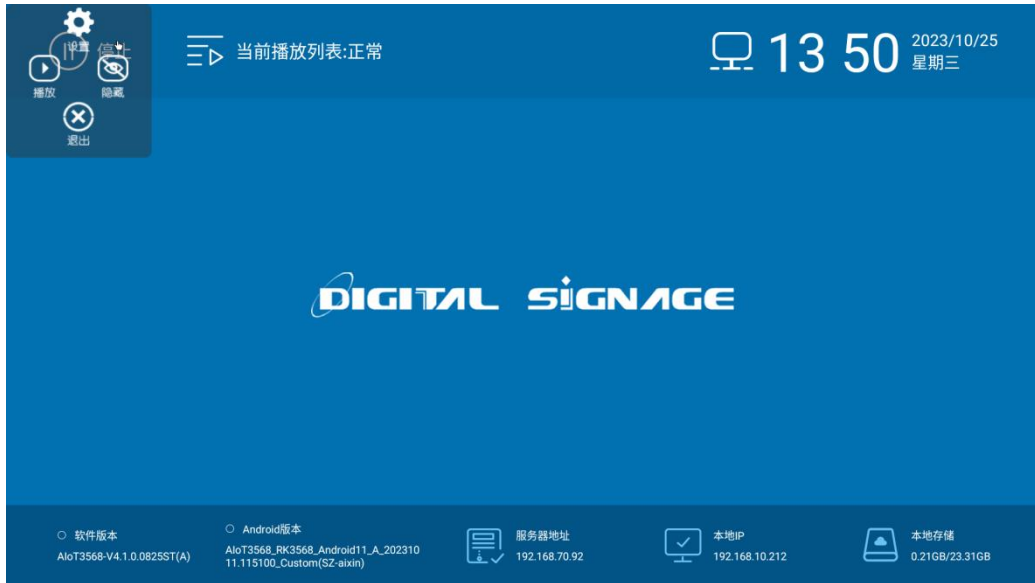 设置
停止
播放
隐藏
退出
当前播放列表:正常
13 50
2023/10/25
星期三
DIGITAL SIGNAGE
软件版本
AIoT3568-V4.1.0.0825ST(A)
Android版本
AIoT3568_RK3568_Android11_A_202310
11.115100_Custom(SZ-aixin)
服务器地址
192.168.70.92
本地IP
192.168.10.212
本地存储
0.21GB/23.31GB